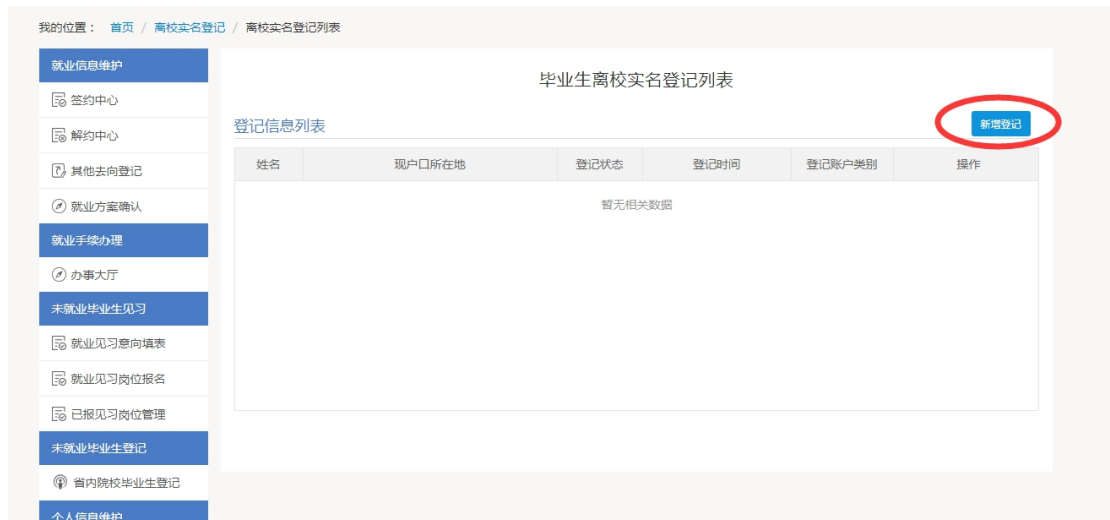 我的位置： 首页 / 离校实名登记 / 离校实名登记列表
就业信息维护
签约中心
解约中心
其他去向登记
就业方案确认
就业手续办理
办事大厅
未就业毕业生见习
就业见习意向填表
就业见习岗位报名
已报见习岗位管理
未就业毕业生登记
省内院校毕业生登记
个人信息维护
毕业生离校实名登记列表
登记信息列表
新增登记
姓名 现户口所在地 登记状态 登记时间 登记账户类别 操作
暂无相关数据